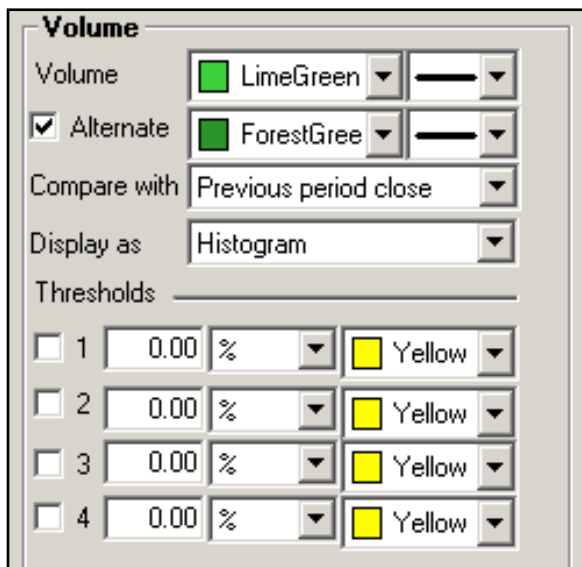 Volume
Volume LimeGreen
Alternate ForestGree
Compare with Previous period close
Display as Histogram
Thresholds
1 0.00 % Yellow
2 0.00 % Yellow
3 0.00 % Yellow
4 0.00 % Yellow